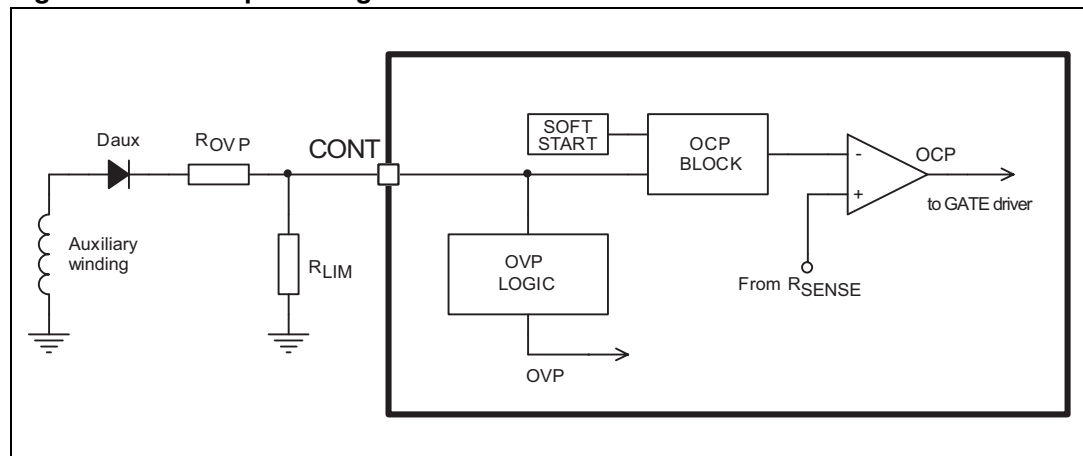 Daux
ROVP
CONT
SOFT
START
OCP
BLOCK
-
+
OCP
to GATE driver
Auxiliary
winding
RLIM
OVP
LOGIC
From RSENSE
OVP